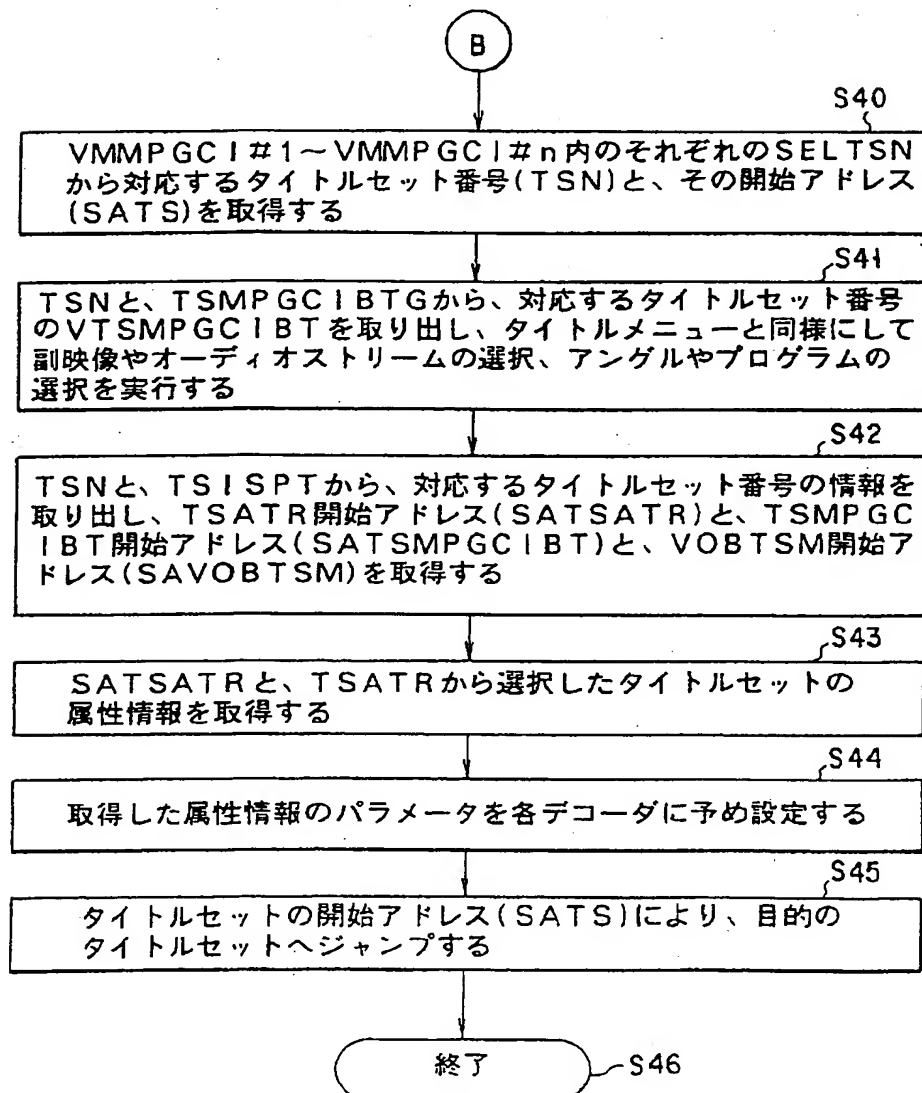 B
S40
VMMPGCI#1~VMMPGCI#n内のそれぞれのSELTSN
から対応するタイトルセット番号(TSN)と、その開始アドレス
(SATS)を取得する
S41
TSNと、TSMPGCIBTGから、対応するタイトルセット番号
のVTSMPGCIBTを取り出し、タイトルメニューと同様にして
副映像やオーディオストリームの選択、アングルやプログラムの
選択を実行する
S42
TSNと、TSISPTから、対応するタイトルセット番号の情報を
取り出し、TSATR開始アドレス(SATSATR)と、TSMPGC
IBT開始アドレス(SATSMPGCIBT)と、VOBTSM開始ア
ドレス(SAVOBTSM)を取得する
S43
SATSATRと、TSATRから選択したタイトルセットの
属性情報を取得する
S44
取得した属性情報のパラメータを各デコーダに予め設定する
S45
タイトルセットの開始アドレス(SATS)により、目的の
タイトルセットへジャンプする
終了
S46